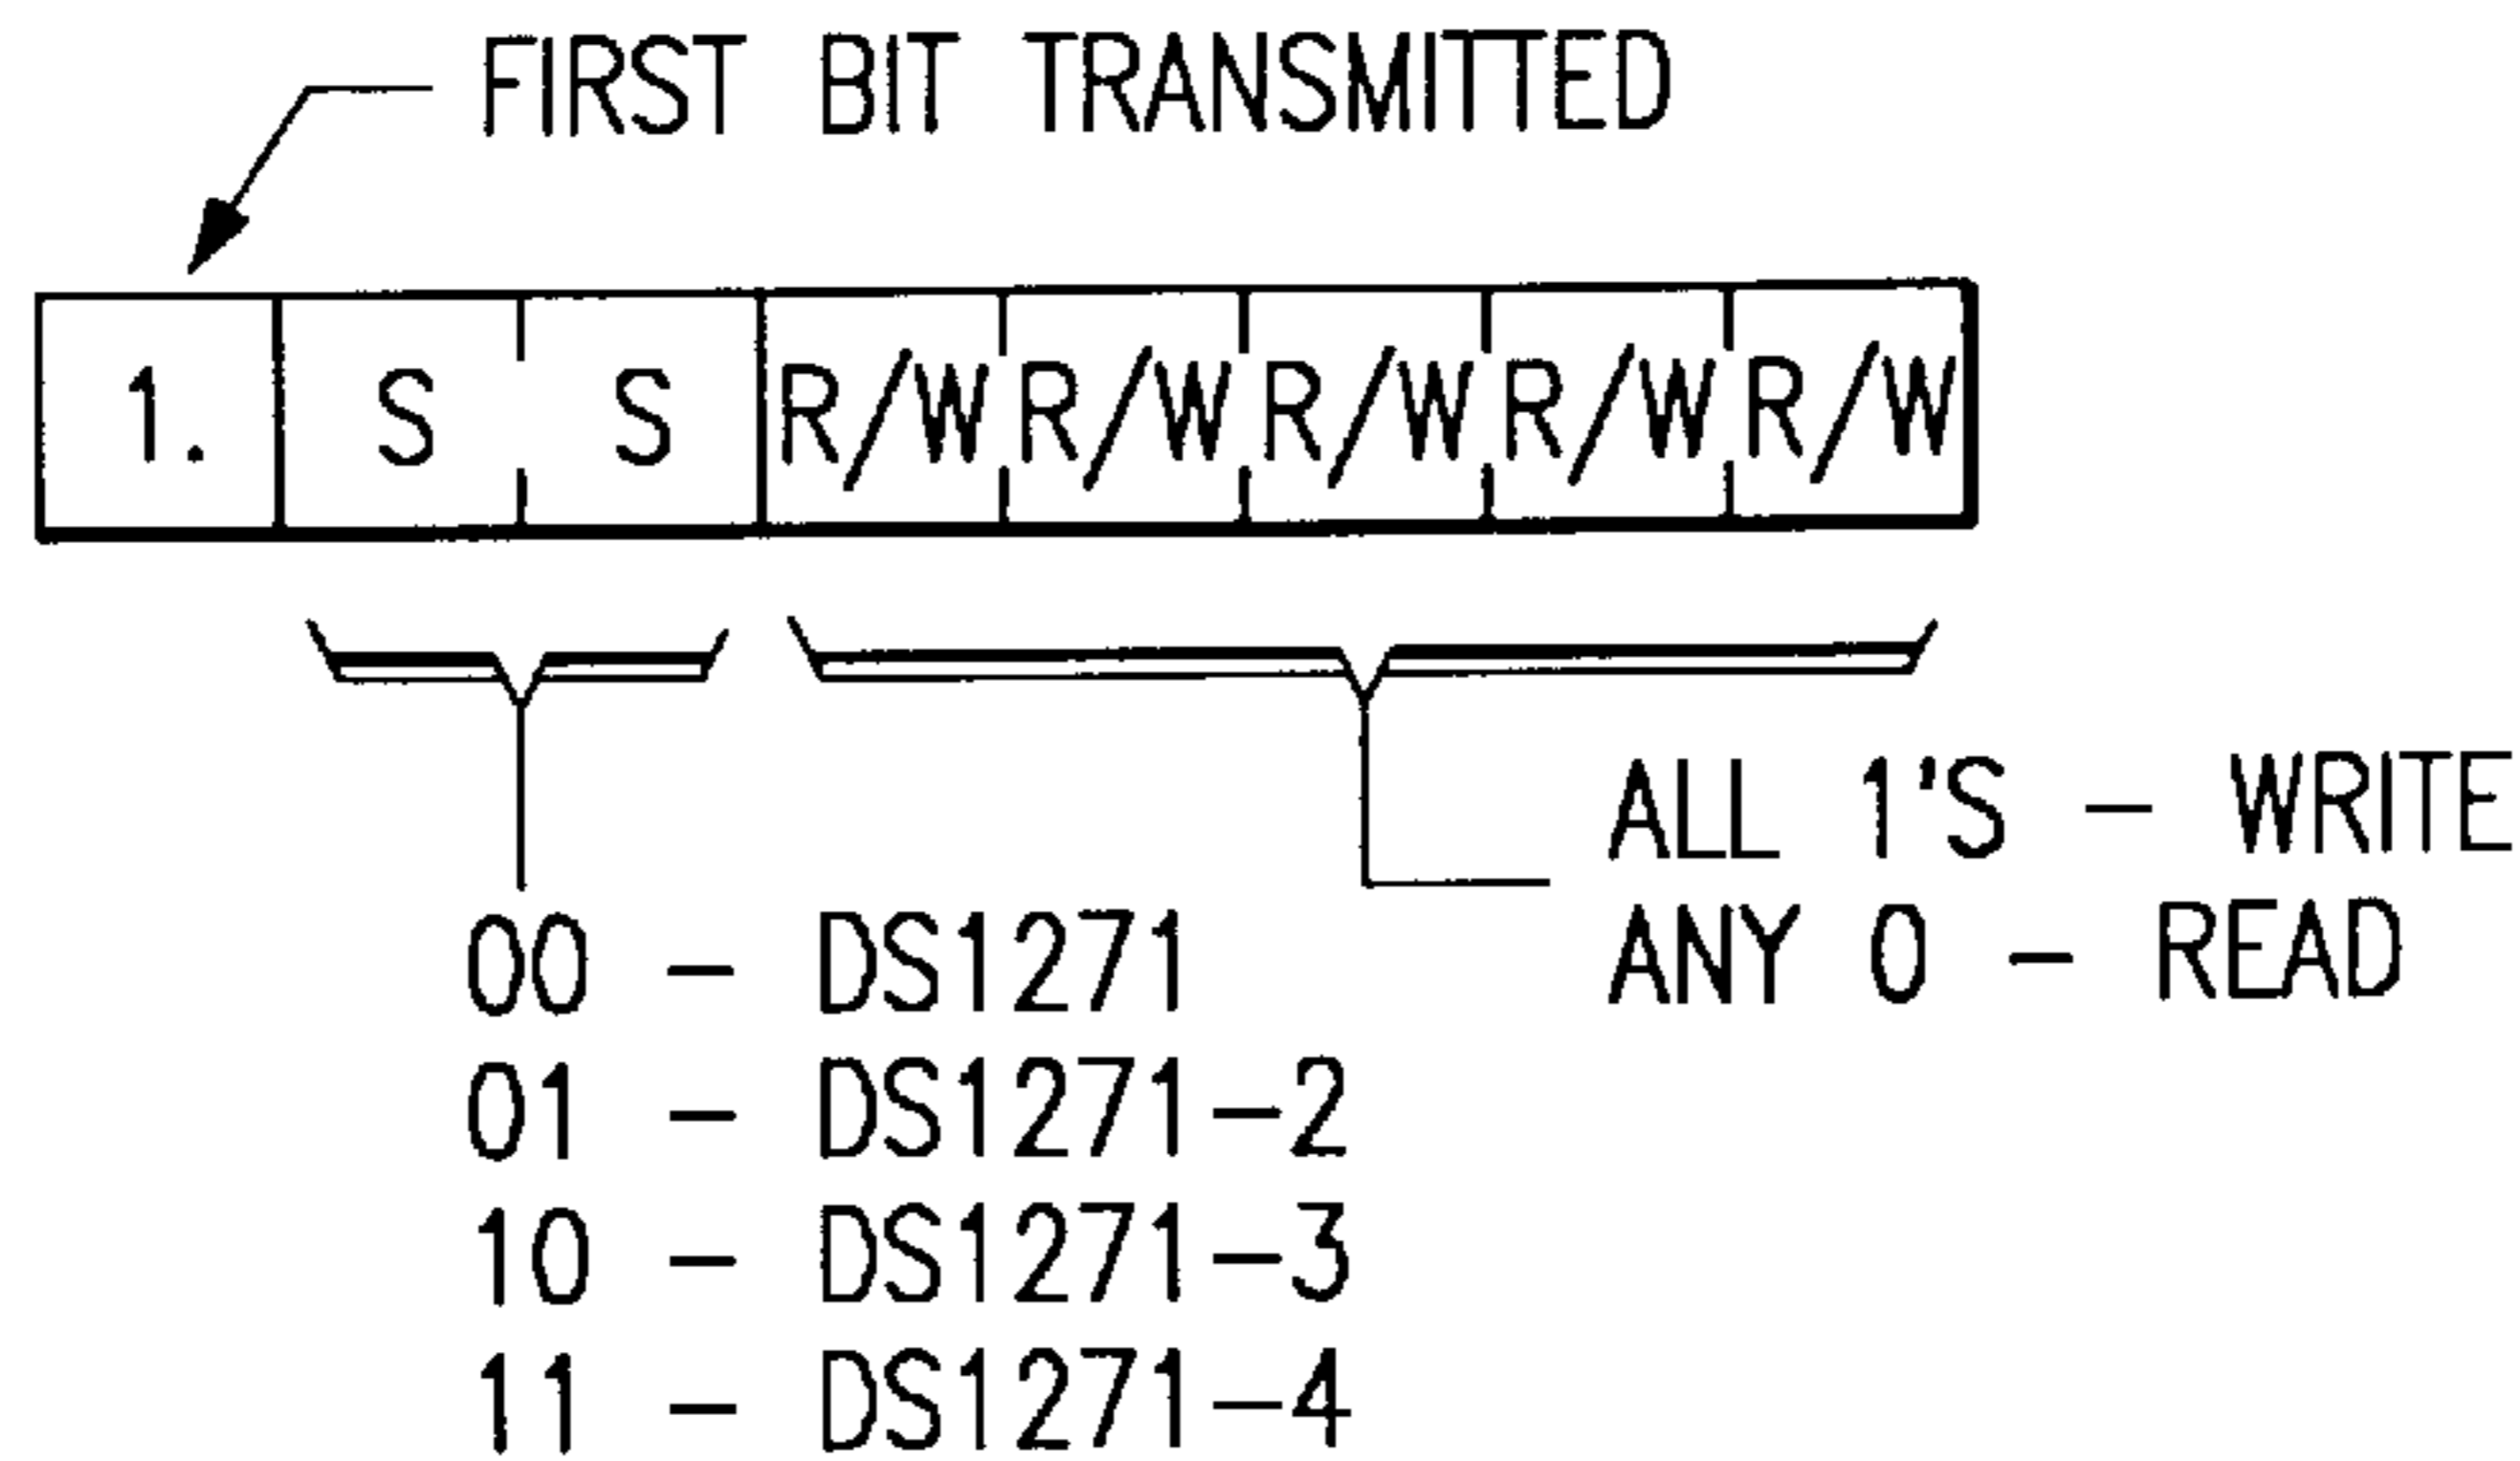 FIRST BIT TRANSMITTED
1. S S R/W R/W R/W R/W R/W
ALL 1'S – WRITE
ANY 0 – READ
00 – DS1271
01 – DS1271–2
10 – DS1271–3
11 – DS1271–4